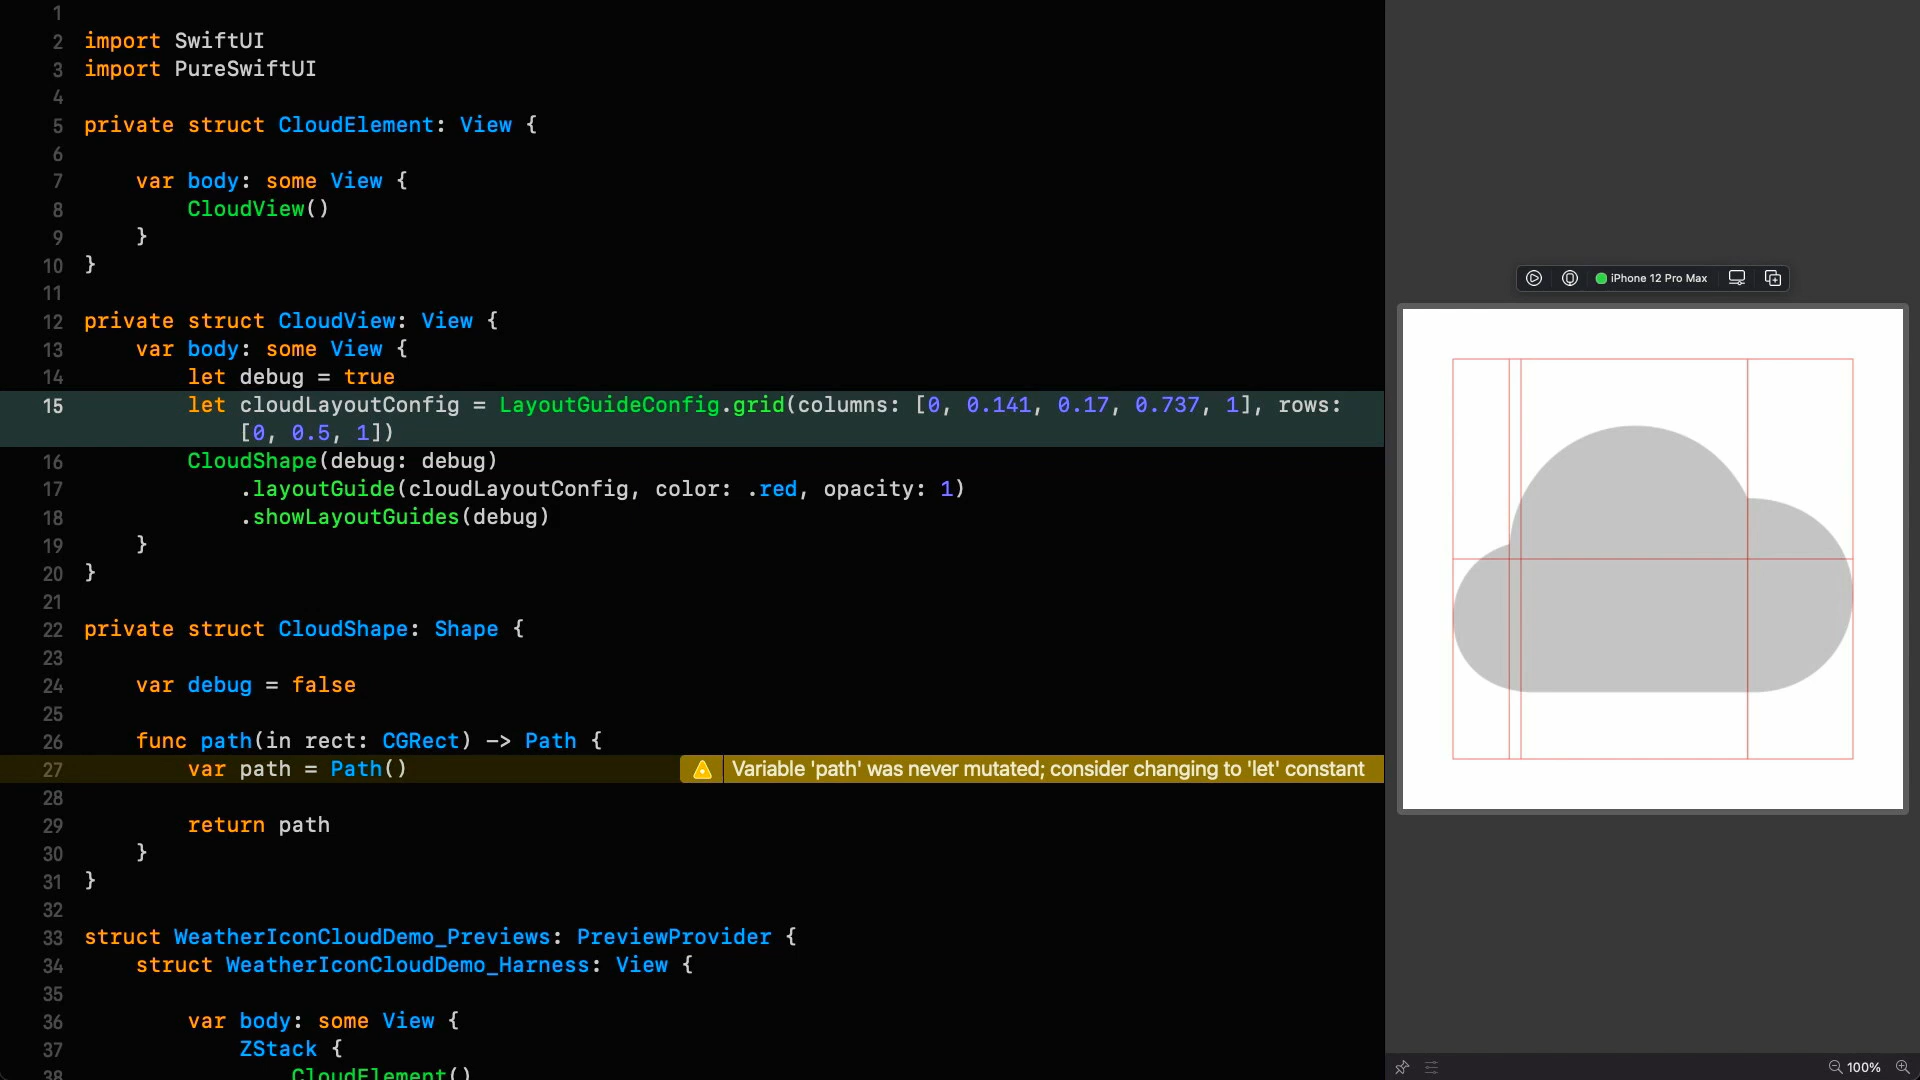 1
2 import SwiftUI
3 import PureSwiftUI
4
5 private struct CloudElement: View {
6
7 var body: some View {
8 CloudView()
9 }
10 }
11
12 private struct CloudView: View {
13 var body: some View {
14 let debug = true
15 let cloudLayoutConfig = LayoutGuideConfig.grid(columns: [0, 0.141, 0.17, 0.737, 1], rows:
[0, 0.5, 1])
16 CloudShape(debug: debug)
17 .layoutGuide(cloudLayoutConfig, color: .red, opacity: 1)
18 .showLayoutGuides(debug)
19 }
20 }
21
22 private struct CloudShape: Shape {
23
24 var debug = false
25
26 func path(in rect: CGRect) -> Path {
27 var path = Path() Variable 'path' was never mutated; consider changing to 'let' constant
28
29 return path
30 }
31 }
32
33 struct WeatherIconCloudDemo_Previews: PreviewProvider {
34 struct WeatherIconCloudDemo_Harness: View {
35
36 var body: some View {
37 ZStack {
38 CloudElement()
iPhone 12 Pro Max
100%